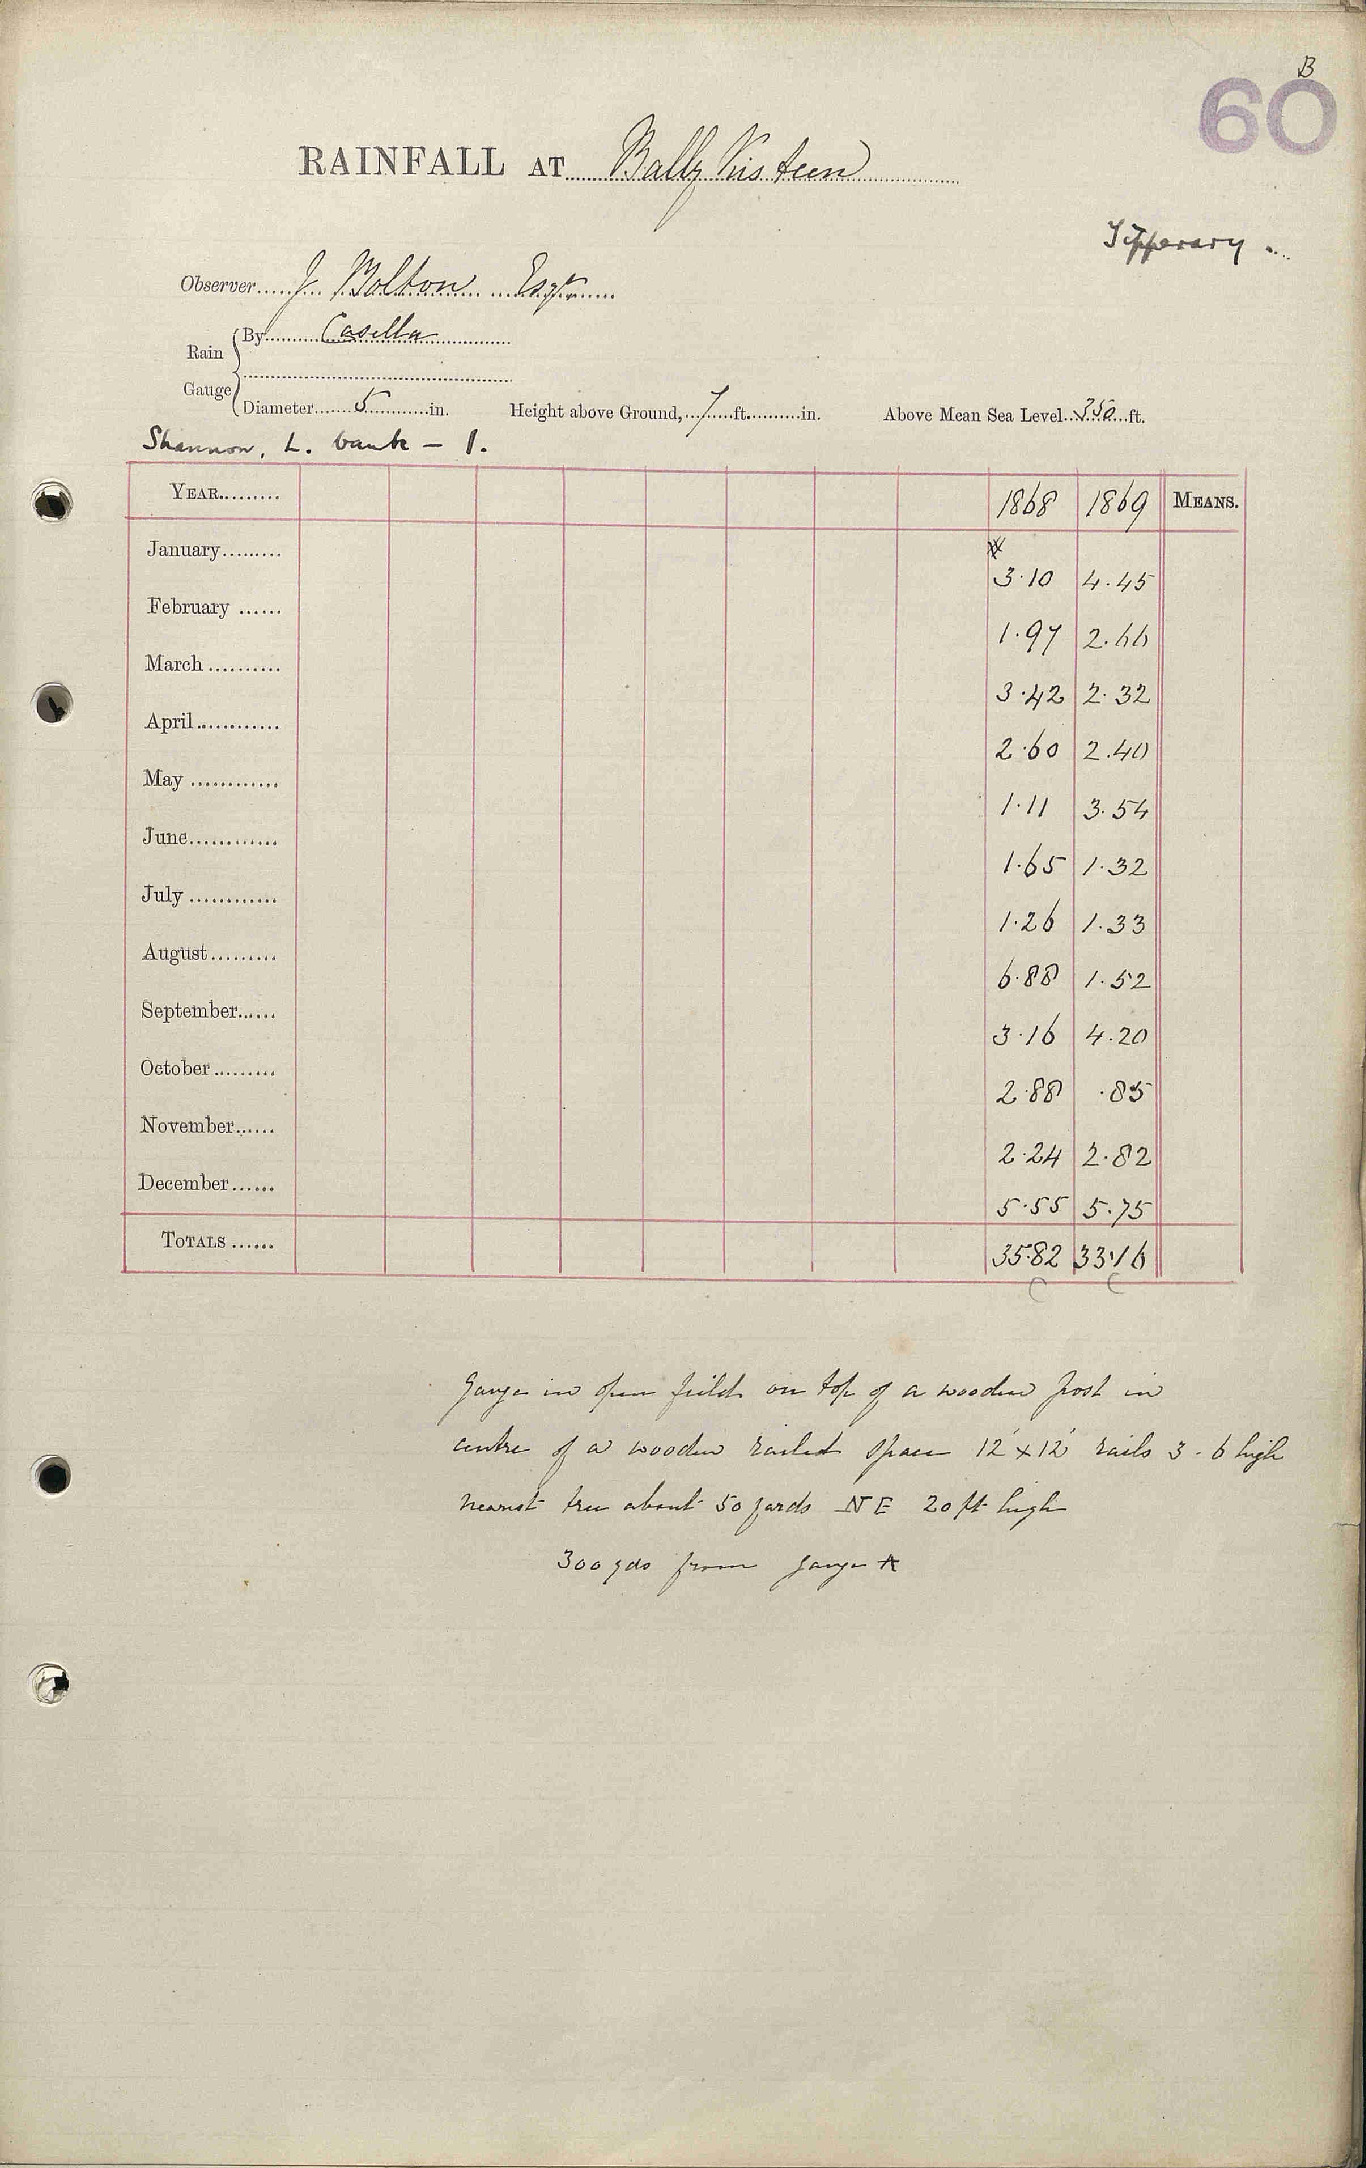 B
60
RAINFALL AT Bally Kisteen
Tipperary
Observer J Bolton Esqr
Rain Gauge By Casella
Diameter 5 in. Height above Ground, 7 ft. in. Above Mean Sea Level 350 ft.
Shannon, L. bank - 1.
YEAR 1868 1869 MEANS.
January 3.10 4.45
February 1.97 2.66
March 3.42 2.32
April 2.60 2.40
May 1.11 3.54
June 1.65 1.32
July 1.26 1.33
August 6.88 1.52
September 3.16 4.20
October 2.88 .85
November 2.24 2.82
December 5.55 5.75
TOTALS 35.82 33.16
Gauge in open field on top of a wooden post in
centre of a wooden railed space 12' x 12' rails 3 - 6 high
nearest tree about 50 yards NE 20 ft high
300 yds from gauge A